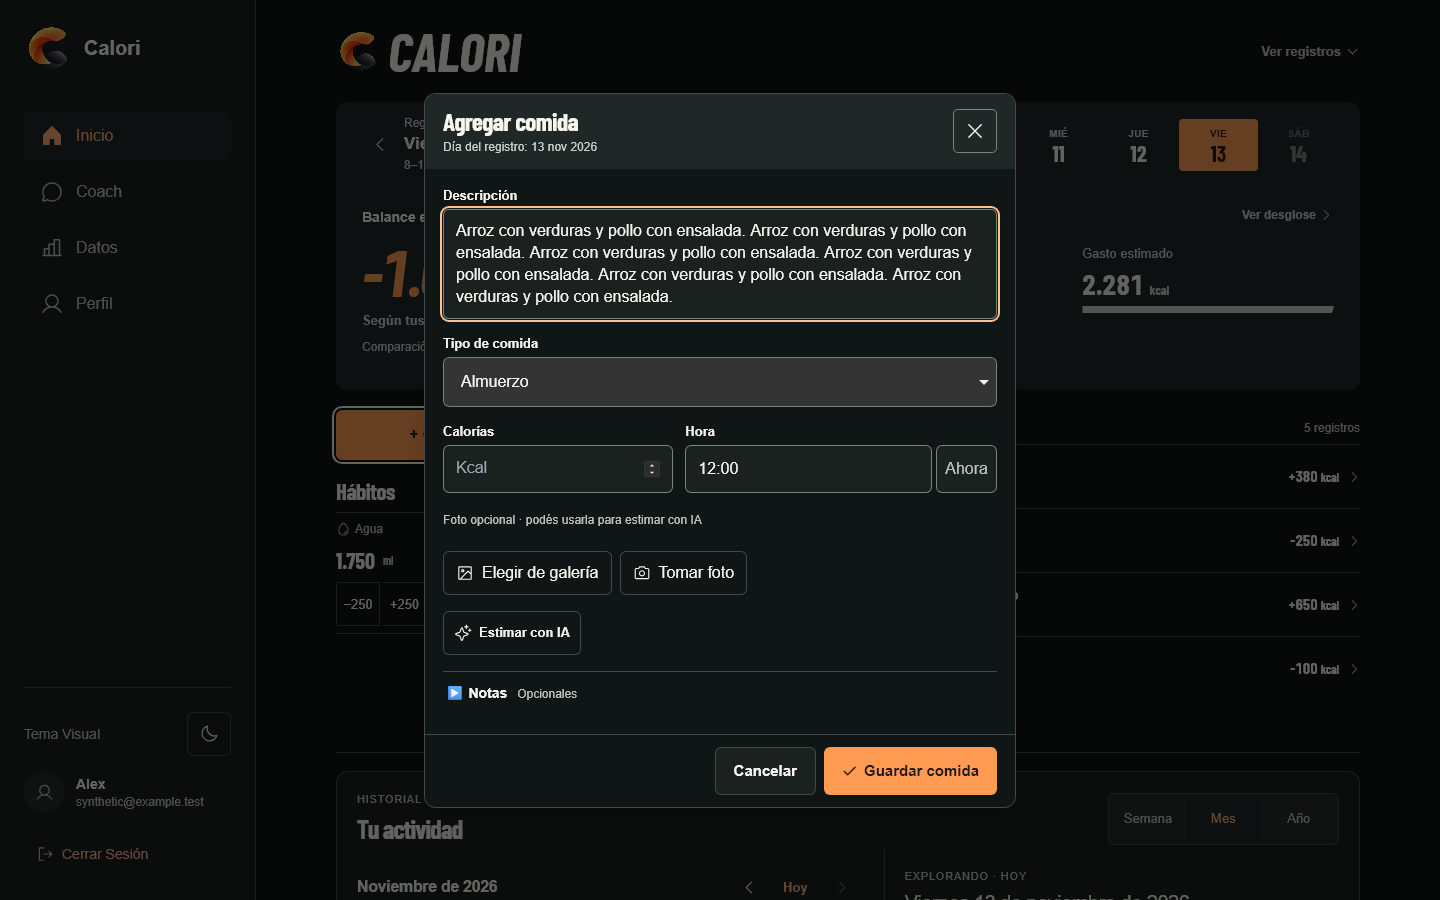 Calori
Inicio
Coach
Datos
Perfil
Tema Visual
Alex
synthetic@example.test
Cerrar Sesión
CALORI
Ver registros
MIÉ
11
JUE
12
VIE
13
SÁB
14
Balance
Según tus
Ver desglose
Gasto estimado
2.281 kcal
Agregar comida
Día del registro: 13 nov 2026
Descripción
Arroz con verduras y pollo con ensalada. Arroz con verduras y pollo con
ensalada. Arroz con verduras y pollo con ensalada. Arroz con verduras y
pollo con ensalada. Arroz con verduras y pollo con ensalada. Arroz con
verduras y pollo con ensalada.
Tipo de comida
Almuerzo
Calorías
Hora
Kcal
12:00
Ahora
Foto opcional · podés usarla para estimar con IA
Elegir de galería
Tomar foto
Estimar con IA
Notas Opcionales
Cancelar
Guardar comida
Hábitos
Agua
1.750 ml
−250
+250
5 registros
+380 kcal
-250 kcal
+650 kcal
-100 kcal
HISTORIAL
Tu actividad
Semana
Mes
Año
Noviembre de 2026
Hoy
EXPLORANDO · HOY
Viernes 13 de noviembre de 2026